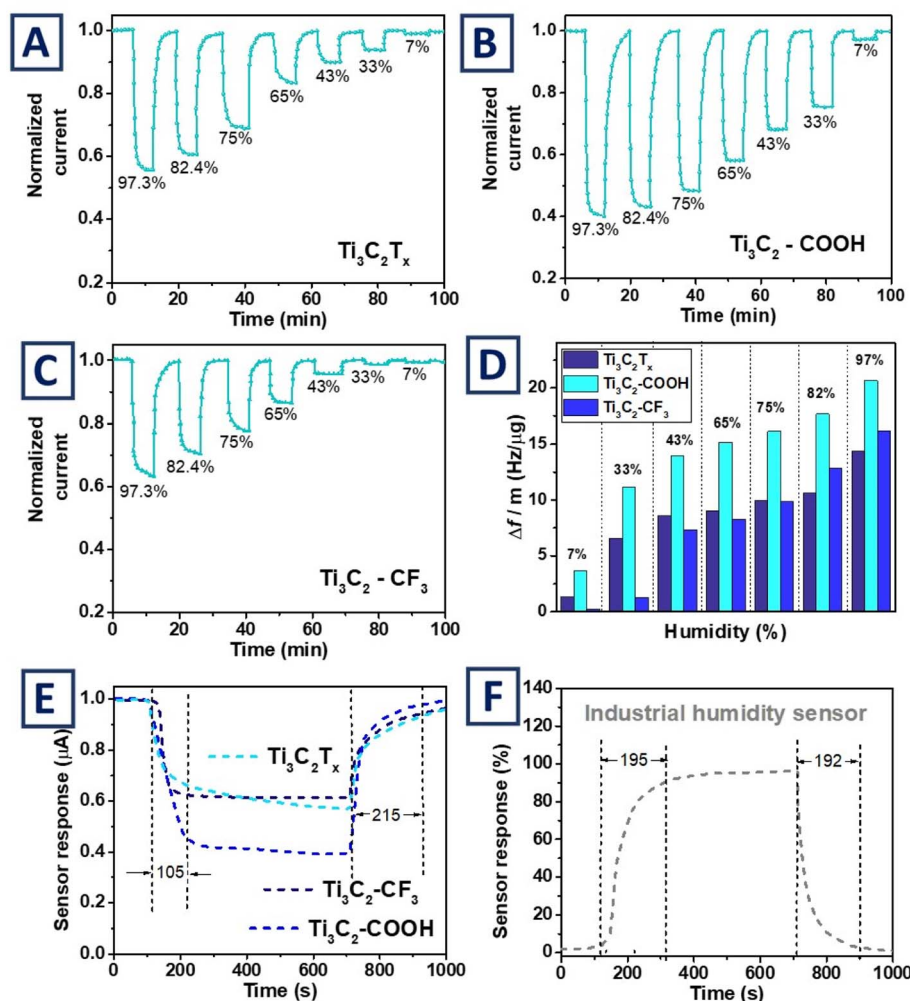 A
1.0
0.8
0.6
0.4
0.2
Normalized
current
97.3%
82.4%
75%
65%
43%
33%
7%
Ti₃C₂Tₓ
0 20 40 60 80 100
Time (min)
B
1.0
0.8
0.6
0.4
0.2
Normalized
current
97.3%
82.4%
75%
65%
43%
33%
7%
Ti₃C₂ - COOH
0 20 40 60 80 100
Time (min)
C
1.0
0.8
0.6
0.4
0.2
Normalized
current
97.3%
82.4%
75%
65%
43%
33%
7%
Ti₃C₂ - CF₃
0 20 40 60 80 100
Time (min)
D
Ti₃C₂Tₓ
Ti₃C₂-COOH
Ti₃C₂-CF₃
20
15
10
5
0
Δf / m (Hz/µg)
7%
33%
43%
65%
75%
82%
97%
Humidity (%)
E
1.0
0.8
0.6
0.4
0.2
0.0
Sensor response (µA)
Ti₃C₂Tₓ
215
105
Ti₃C₂-CF₃
Ti₃C₂-COOH
0 200 400 600 800 1000
Time (s)
F
140
120
100
80
60
40
20
0
Sensor response (%)
Industrial humidity sensor
195
192
0 200 400 600 800 1000
Time (s)